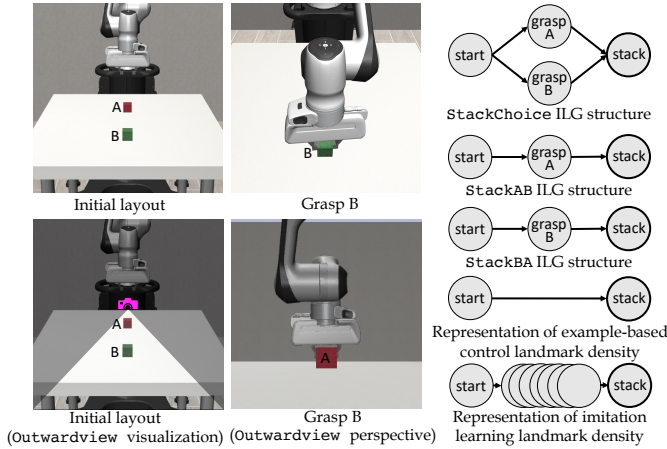 A
B
Initial layout
B
Grasp B
A
B
Initial layout
(Outwardview visualization)
A
Grasp B
(Outwardview perspective)
start
grasp
A
grasp
B
stack
StackChoice ILG structure
start
grasp
A
stack
StackAB ILG structure
start
grasp
B
stack
StackBA ILG structure
start
stack
Representation of example-based
control landmark density
start
stack
Representation of imitation
learning landmark density